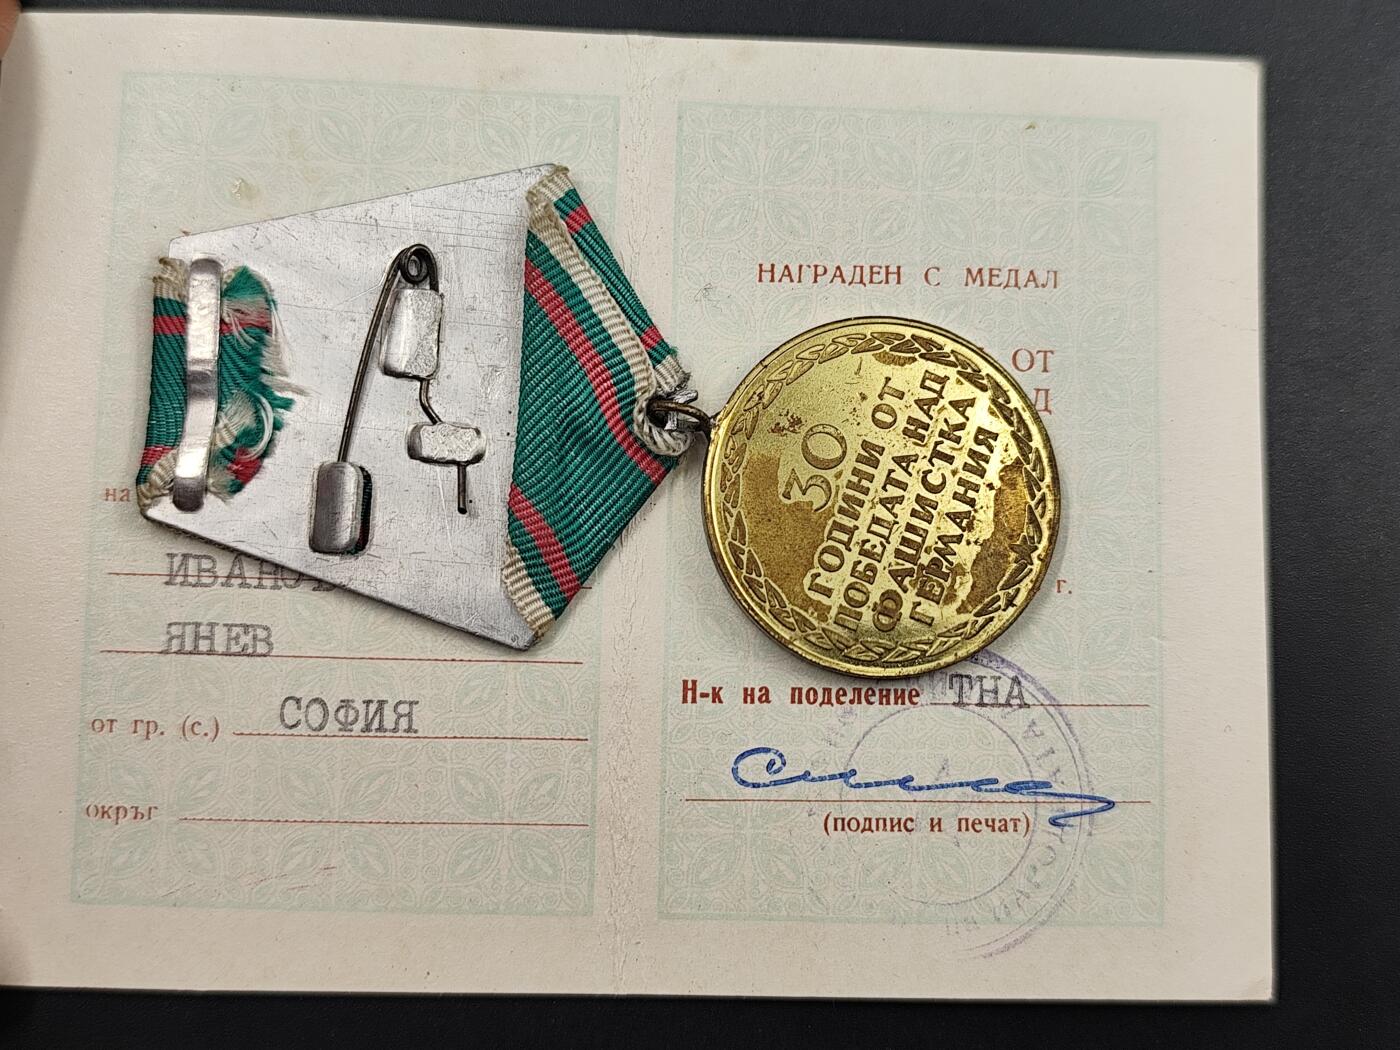 НАГРАДЕН С МЕДАЛ
ОТ
Д
г.
на
ЯНЕВ
от гр. (с.) СОФИЯ
окръг
30
ГОДИНИ ОТ
ПОБЕДАТА НАД
ФАШИСТКА
ГЕРМАНИЯ
Н-к на поделение ТНА
(подпис и печат)